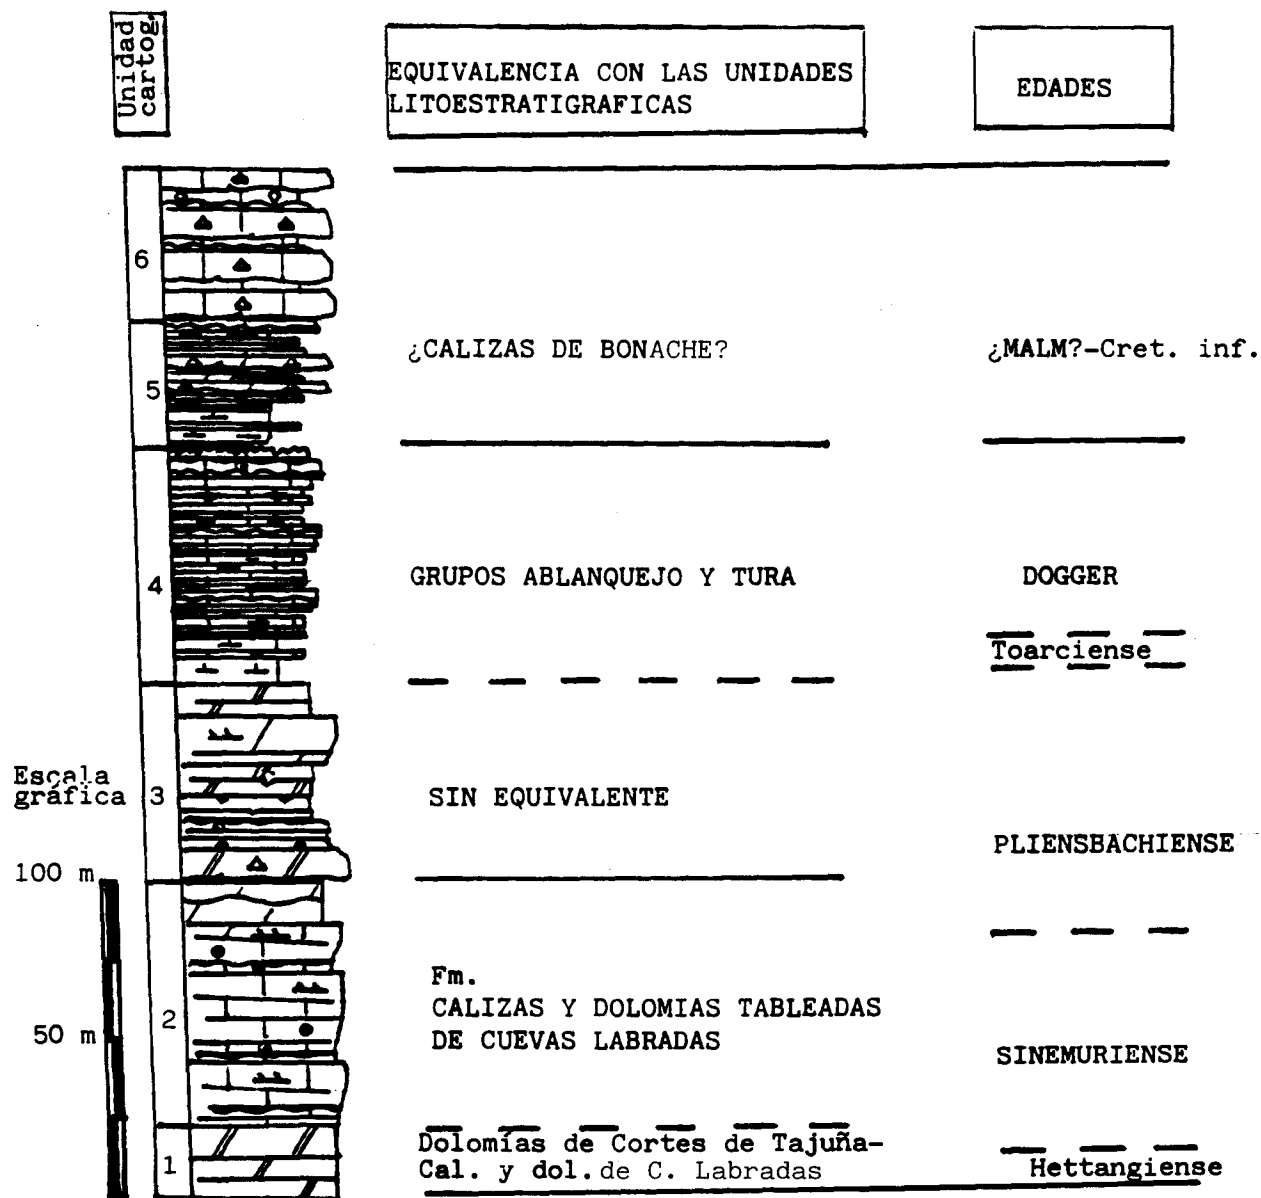 Unidad
cartog.
EQUIVALENCIA CON LAS UNIDADES
LITOESTRATIGRAFICAS
EDADES
6
5
¿CALIZAS DE BONACHE?
¿MALM?-Cret. inf.
4
GRUPOS ABLANQUEJO Y TURA
DOGGER
Toarciense
Escala
gráfica
3
SIN EQUIVALENTE
PLIENSBACHIENSE
100 m
2
Fm.
CALIZAS Y DOLOMIAS TABLEADAS
DE CUEVAS LABRADAS
50 m
SINEMURIENSE
1
Dolomías de Cortes de Tajuña-
Cal. y dol. de C. Labradas
Hettangiense